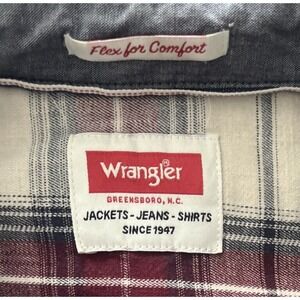 Flex for Comfort
Wrangler
GREENSBORO, N.C.
JACKETS - JEANS - SHIRTS
SINCE 1947